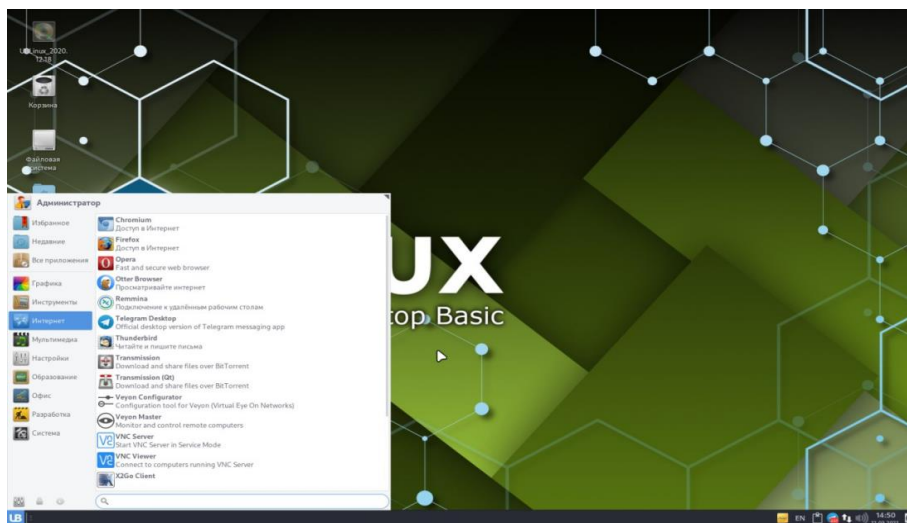 Корзина
Файловая
система
Администратор
Избранное
Недавние
Все приложения
Графика
Инструменты
Интернет
Мультимедиа
Настройки
Образование
Офис
Разработка
Система
Chromium
Доступ в Интернет
Firefox
Доступ в Интернет
Opera
Fast and secure web browser
Otter Browser
Просматривайте интернет
Remmina
Подключение к удалённым рабочим столам
Telegram Desktop
Official desktop version of Telegram messaging app
Thunderbird
Читайте и пишите письма
Transmission
Download and share files over BitTorrent
Transmission (Qt)
Download and share files over BitTorrent
Veyon Configurator
Configuration tool for Veyon (Virtual Eye On Networks)
Veyon Master
Monitor and control remote computers
VNC Server
Start VNC Server in Service Mode
VNC Viewer
Connect to computers running VNC Server
X2Go Client
UX
top Basic
UB
EN
14:50